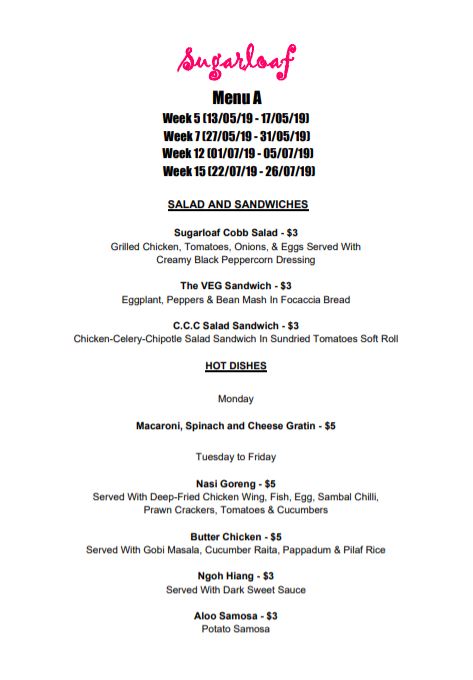 Sugarloaf
Menu A
Week 5 (13/05/19 - 17/05/19)
Week 7 (27/05/19 - 31/05/19)
Week 12 (01/07/19 - 05/07/19)
Week 15 (22/07/19 - 26/07/19)
SALAD AND SANDWICHES
Sugarloaf Cobb Salad - $3
Grilled Chicken, Tomatoes, Onions, & Eggs Served With
Creamy Black Peppercorn Dressing
The VEG Sandwich - $3
Eggplant, Peppers & Bean Mash In Focaccia Bread
C.C.C Salad Sandwich - $3
Chicken-Celery-Chipotle Salad Sandwich In Sundried Tomatoes Soft Roll
HOT DISHES
Monday
Macaroni, Spinach and Cheese Gratin - $5
Tuesday to Friday
Nasi Goreng - $5
Served With Deep-Fried Chicken Wing, Fish, Egg, Sambal Chilli,
Prawn Crackers, Tomatoes & Cucumbers
Butter Chicken - $5
Served With Gobi Masala, Cucumber Raita, Pappadum & Pilaf Rice
Ngoh Hiang - $3
Served With Dark Sweet Sauce
Aloo Samosa - $3
Potato Samosa